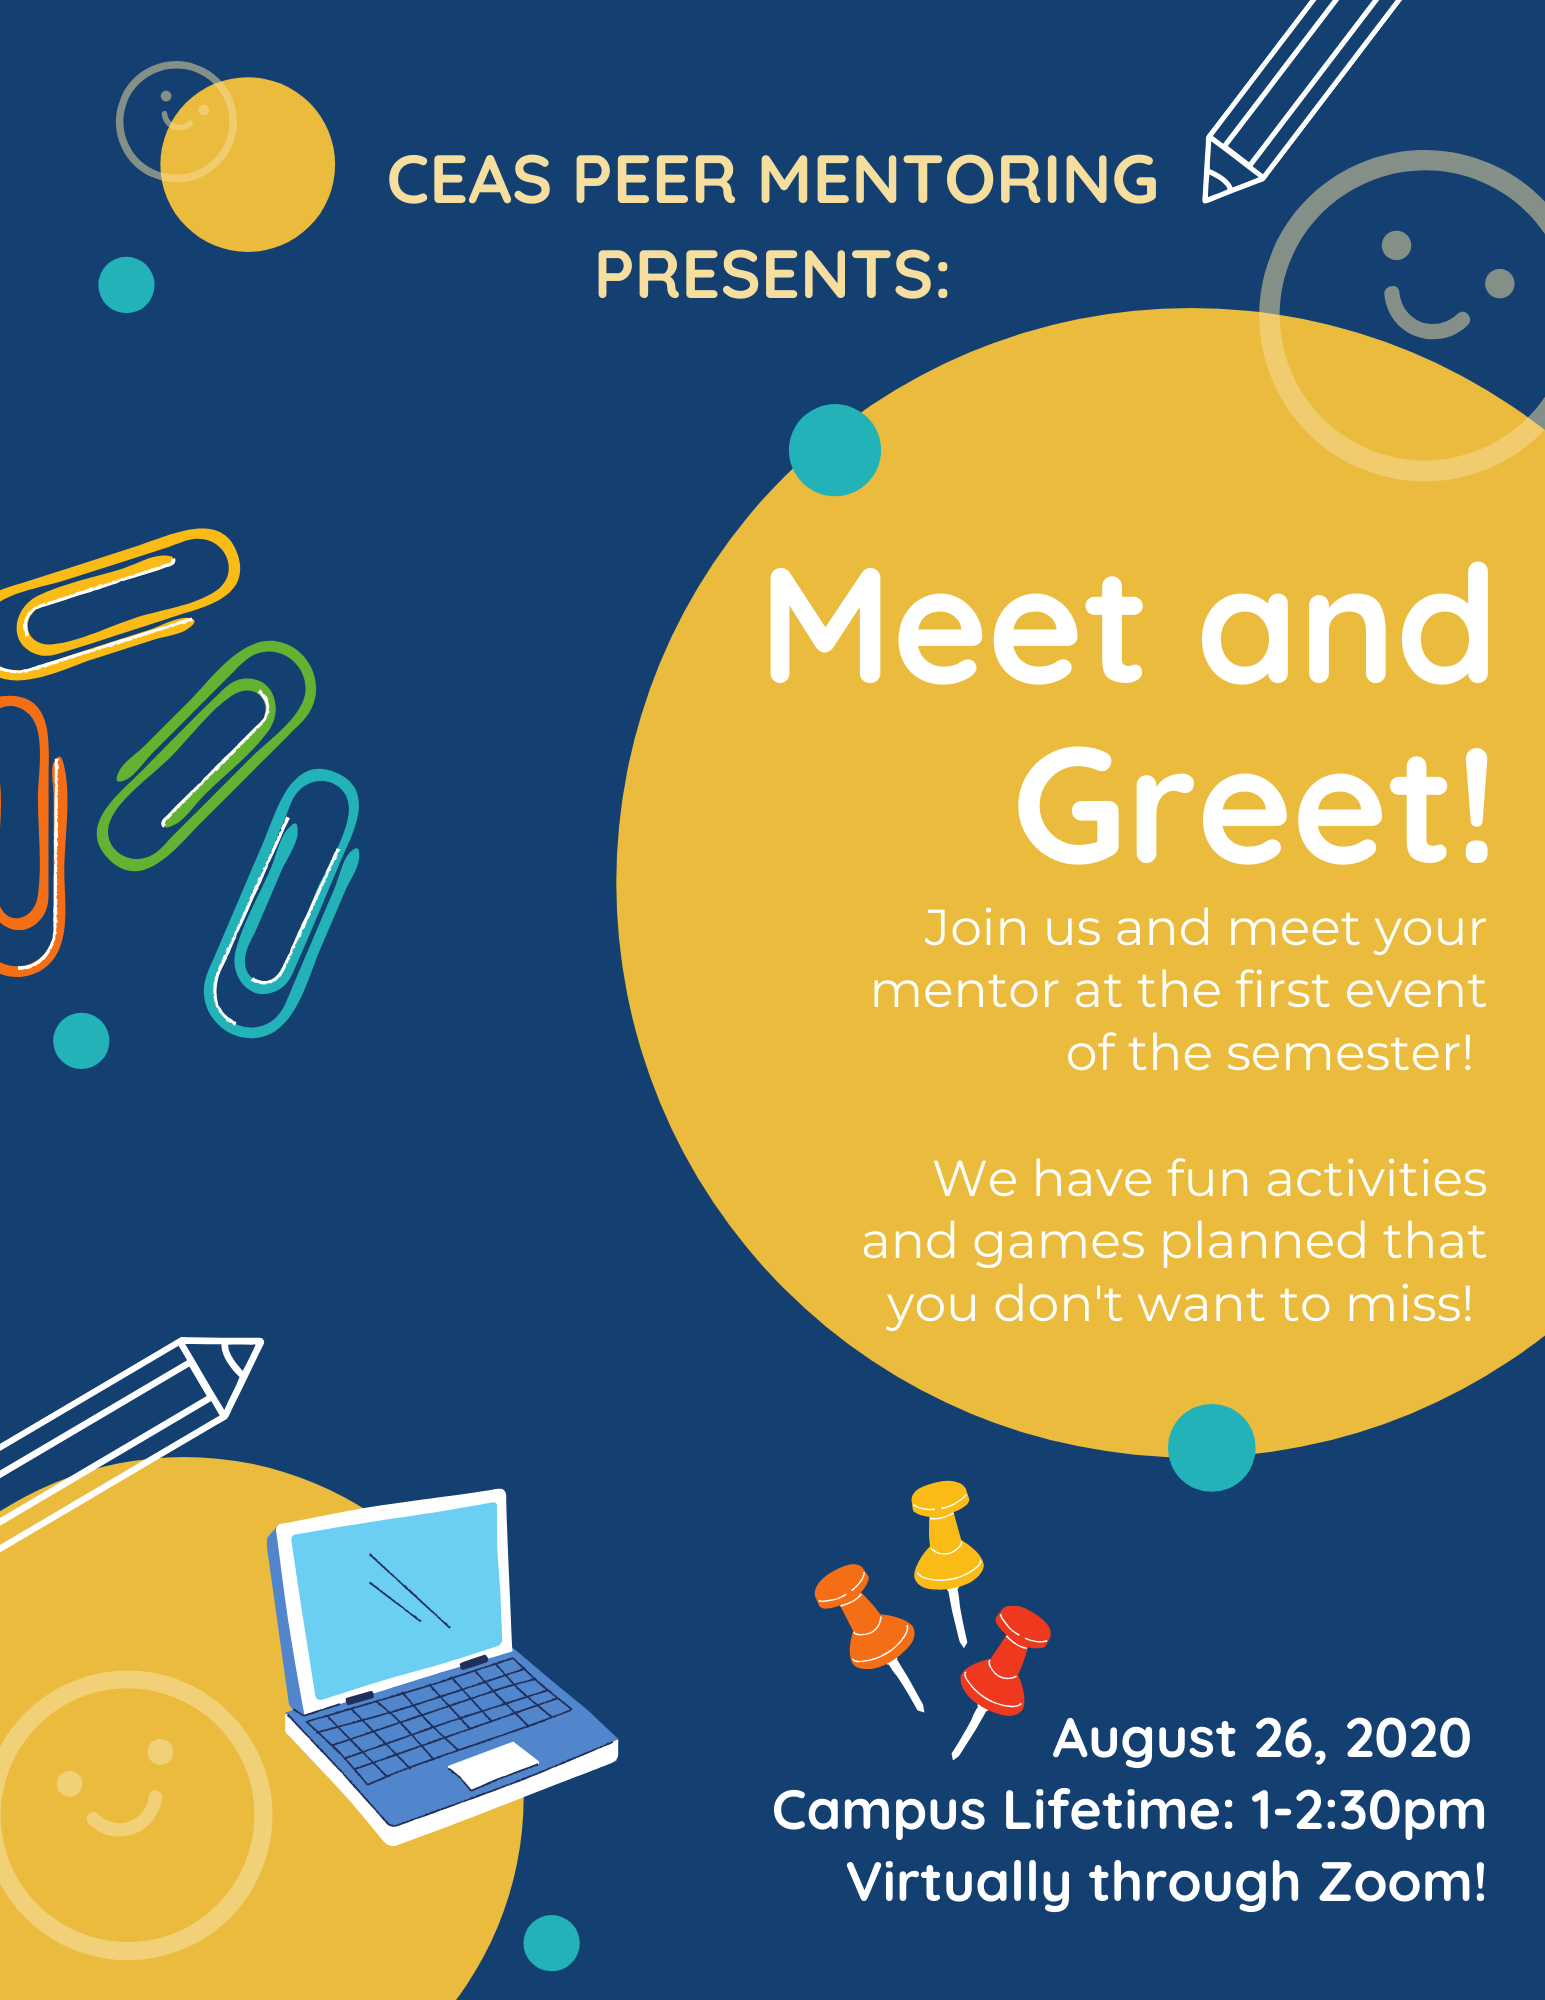 CEAS PEER MENTORING
PRESENTS:
Meet and
Greet!
Join us and meet your
mentor at the first event
of the semester!
We have fun activities
and games planned that
you don't want to miss!
August 26, 2020
Campus Lifetime: 1-2:30pm
Virtually through Zoom!